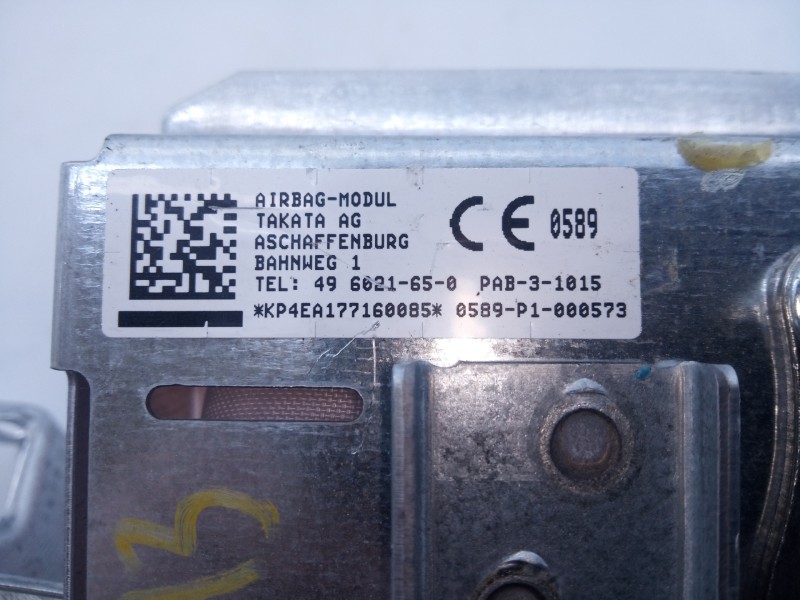 AIRBAG-MODUL
TAKATA AG
ASCHAFFENBURG
BAHNWEG 1
TEL: 49 6021-65-0 PAB-3-1015
*KP4EA177160085* 0589-P1-000573
CE 0589
13